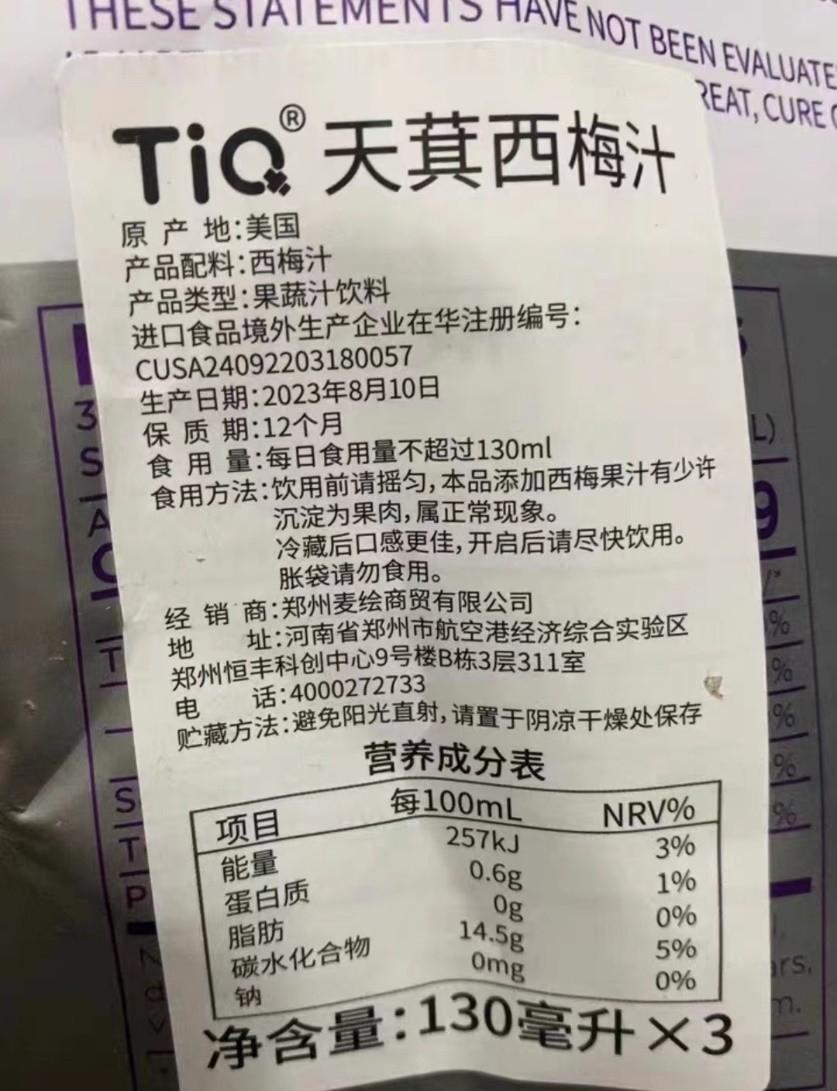 THESE STATEMENTS HAVE NOT BEEN EVALUATE
REAT, CURE
TiQ® 天萁西梅汁
原产地:美国
产品配料:西梅汁
产品类型:果蔬汁饮料
进口食品境外生产企业在华注册编号:
CUSA24092203180057
生产日期:2023年8月10日
保质期:12个月
食用量:每日食用量不超过130ml
食用方法:饮用前请摇匀,本品添加西梅果汁有少许
沉淀为果肉,属正常现象。
冷藏后口感更佳,开启后请尽快饮用。
胀袋请勿食用。
经销商:郑州麦绘商贸有限公司
地址:河南省郑州市航空港经济综合实验区
郑州恒丰科创中心9号楼B栋3层311室
电话:4000272733
贮藏方法:避免阳光直射,请置于阴凉干燥处保存
营养成分表
项目 每100mL NRV%
能量 257kJ 3%
蛋白质 0.6g 1%
脂肪 0g 0%
碳水化合物 14.5g 5%
钠 0mg 0%
净含量:130毫升×3